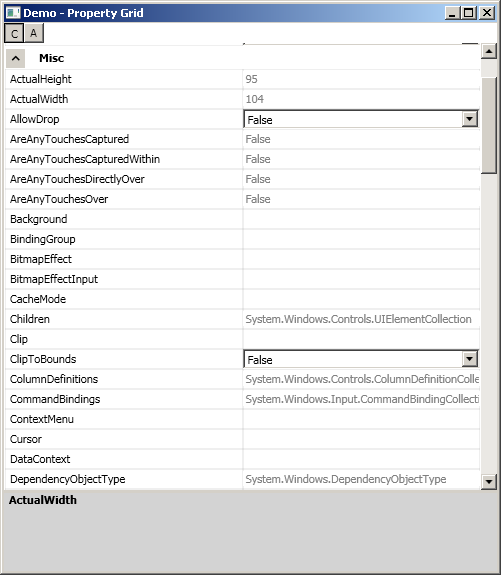 Demo - Property Grid
C A
Misc
ActualHeight 95
ActualWidth 104
AllowDrop False
AreAnyTouchesCaptured False
AreAnyTouchesCapturedWithin False
AreAnyTouchesDirectlyOver False
AreAnyTouchesOver False
Background
BindingGroup
BitmapEffect
BitmapEffectInput
CacheMode
Children System.Windows.Controls.UIElementCollection
Clip
ClipToBounds False
ColumnDefinitions System.Windows.Controls.ColumnDefinitionColle
CommandBindings System.Windows.Input.CommandBindingCollecti
ContextMenu
Cursor
DataContext
DependencyObjectType System.Windows.DependencyObjectType
ActualWidth